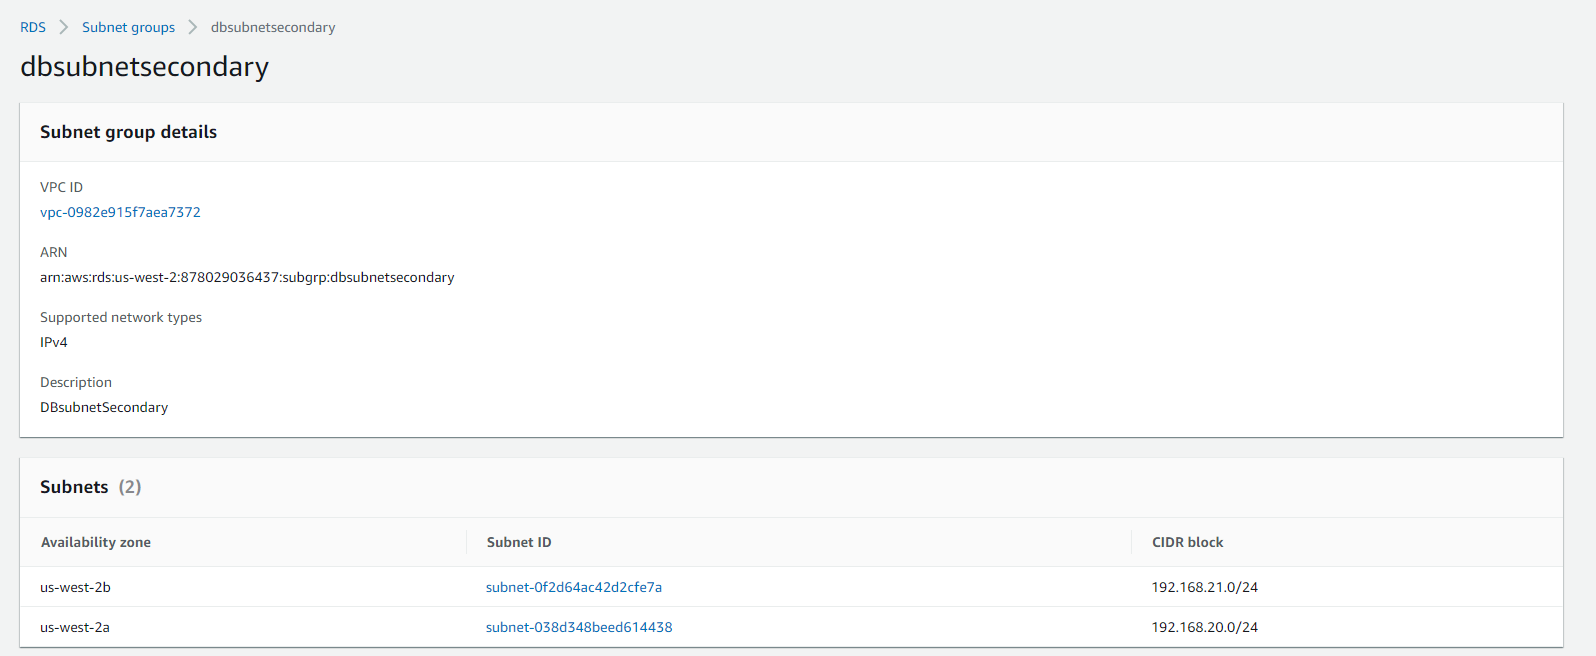 RDS > Subnet groups > dbsubnetsecondary
dbsubnetsecondary
Subnet group details
VPC ID
vpc-0982e915f7aea7372
ARN
arn:aws:rds:us-west-2:878029036437:subgrp:dbsubnetsecondary
Supported network types
IPv4
Description
DBsubnetSecondary
Subnets (2)
Availability zone Subnet ID CIDR block
us-west-2b subnet-0f2d64ac42d2cfe7a 192.168.21.0/24
us-west-2a subnet-038d348beed614438 192.168.20.0/24